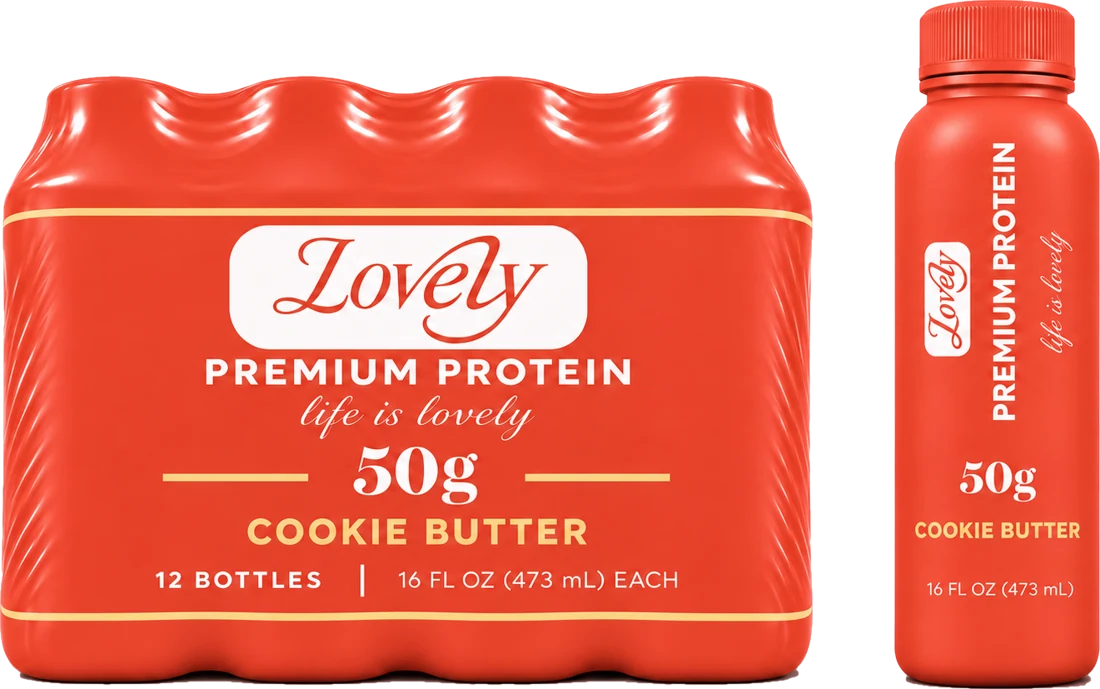 Lovely
PREMIUM PROTEIN
life is lovely
50g
COOKIE BUTTER
12 BOTTLES | 16 FL OZ (473 mL) EACH
Lovely
PREMIUM PROTEIN
life is lovely
50g
COOKIE BUTTER
16 FL OZ (473 mL)